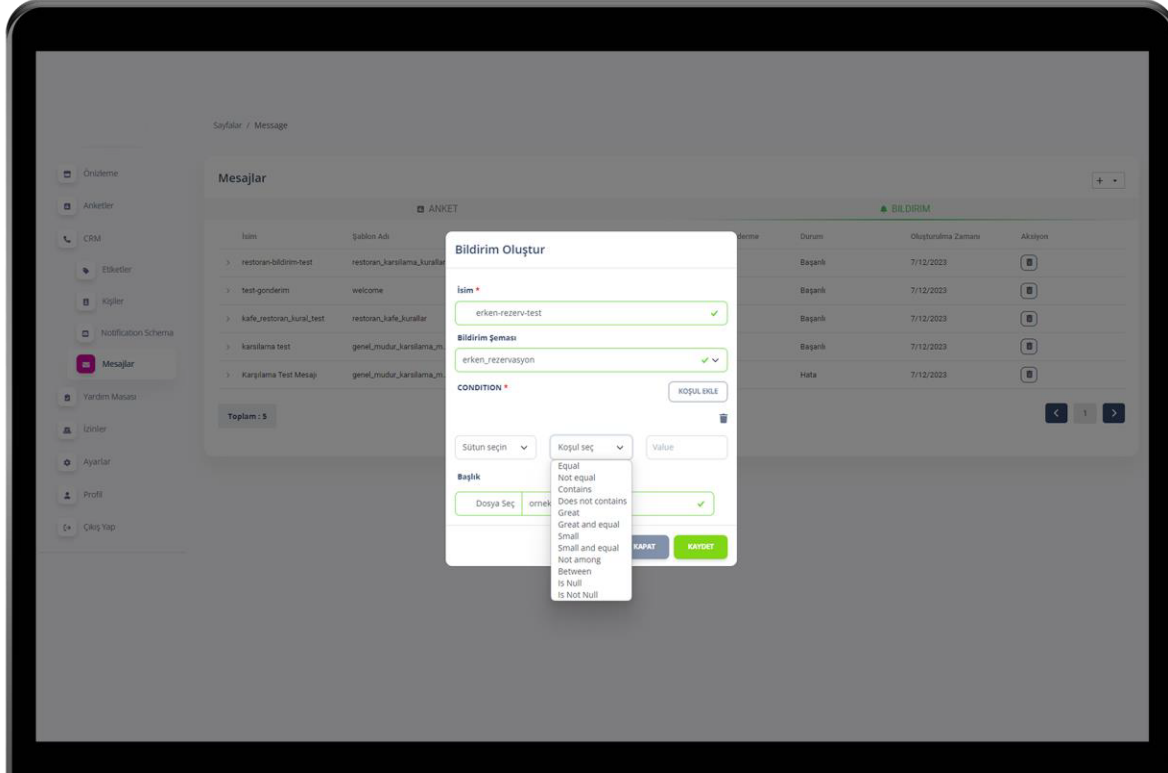 Sayfalar / Message
Önizleme
Anketler
CRM
Etiketler
Kişiler
Notification Schema
Mesajlar
Yardım Masası
İzinler
Ayarlar
Profil
Çıkış Yap
Mesajlar
+
ANKET
BILDIRIM
İsim Şablon Adı Durum Oluşturulma Zamanı Aksiyon
restoran-bildirim-test restoran_karsilama_kurallar Başarılı 7/12/2023
test-gonderim welcome Başarılı 7/12/2023
kafe_restoran_kural_test restoran_kafe_kurallar Başarılı 7/12/2023
karsilama test genel_mudur_karsilama_m... Başarılı 7/12/2023
Karşılama Test Mesajı genel_mudur_karsilama_m... Hata 7/12/2023
Toplam : 5
1
Bildirim Oluştur
İsim *
erken-rezerv-test
Bildirim Şeması
erken_rezervasyon
CONDITION *
KOŞUL EKLE
Sütun seçin Koşul seç Value
Equal
Not equal
Contains
Does not contains
Great
Great and equal
Small
Small and equal
Not among
Between
Is Null
Is Not Null
Başlık
Dosya Seç ornek
KAPAT KAYDET